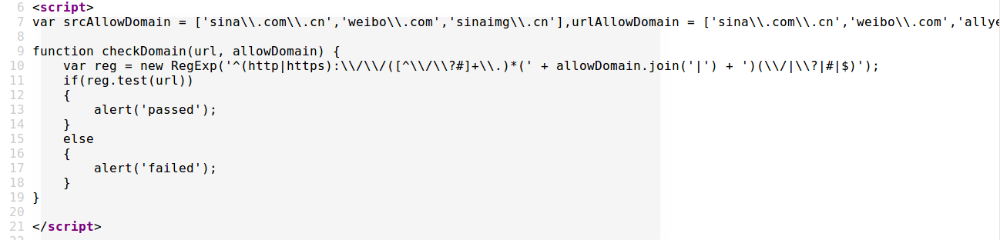 6 <script>
7 var srcAllowDomain = ['sina\\.com\\.cn','weibo\\.com','sinaimg\\.cn'],urlAllowDomain = ['sina\\.com\\.cn','weibo\\.com','allye
8
9 function checkDomain(url, allowDomain) {
10     var reg = new RegExp('^(http|https):\\/\\/([^\\/\\?#]+\\.)*(' + allowDomain.join('|') + ')(\\/|\\?|#|$)');
11     if(reg.test(url))
12     {
13         alert('passed');
14     }
15     else
16     {
17         alert('failed');
18     }
19 }
20
21 </script>